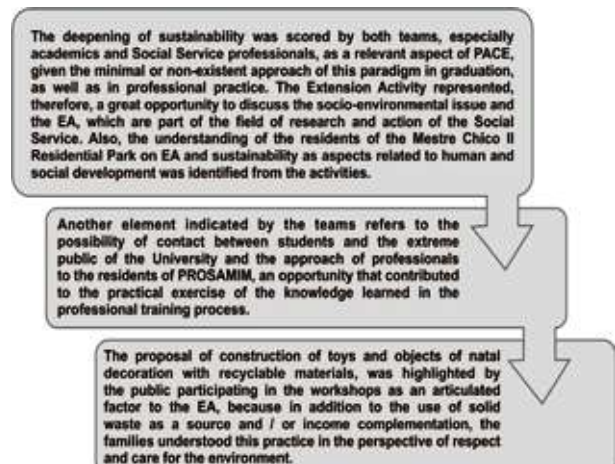 The deepening of sustainability was scored by both teams, especially
academics and Social Service professionals, as a relevant aspect of PACE,
given the minimal or non-existent approach of this paradigm in graduation,
as well as in professional practice. The Extension Activity represented,
therefore, a great opportunity to discuss the socio-environmental issue and
the EA, which are part of the field of research and action of the Social
Service. Also, the understanding of the residents of the Mestre Chico II
Residential Park on EA and sustainability as aspects related to human and
social development was identified from the activities.
Another element indicated by the teams refers to the
possibility of contact between students and the extreme
public of the University and the approach of professionals
to the residents of PROSAMIM, an opportunity that contributed
to the practical exercise of the knowledge learned in the
professional training process.
The proposal of construction of toys and objects of natal
decoration with recyclable materials, was highlighted by
the public participating in the workshops as an articulated
factor to the EA, because in addition to the use of solid
waste as a source and / or income complementation, the
families understood this practice in the perspective of respect
and care for the environment.